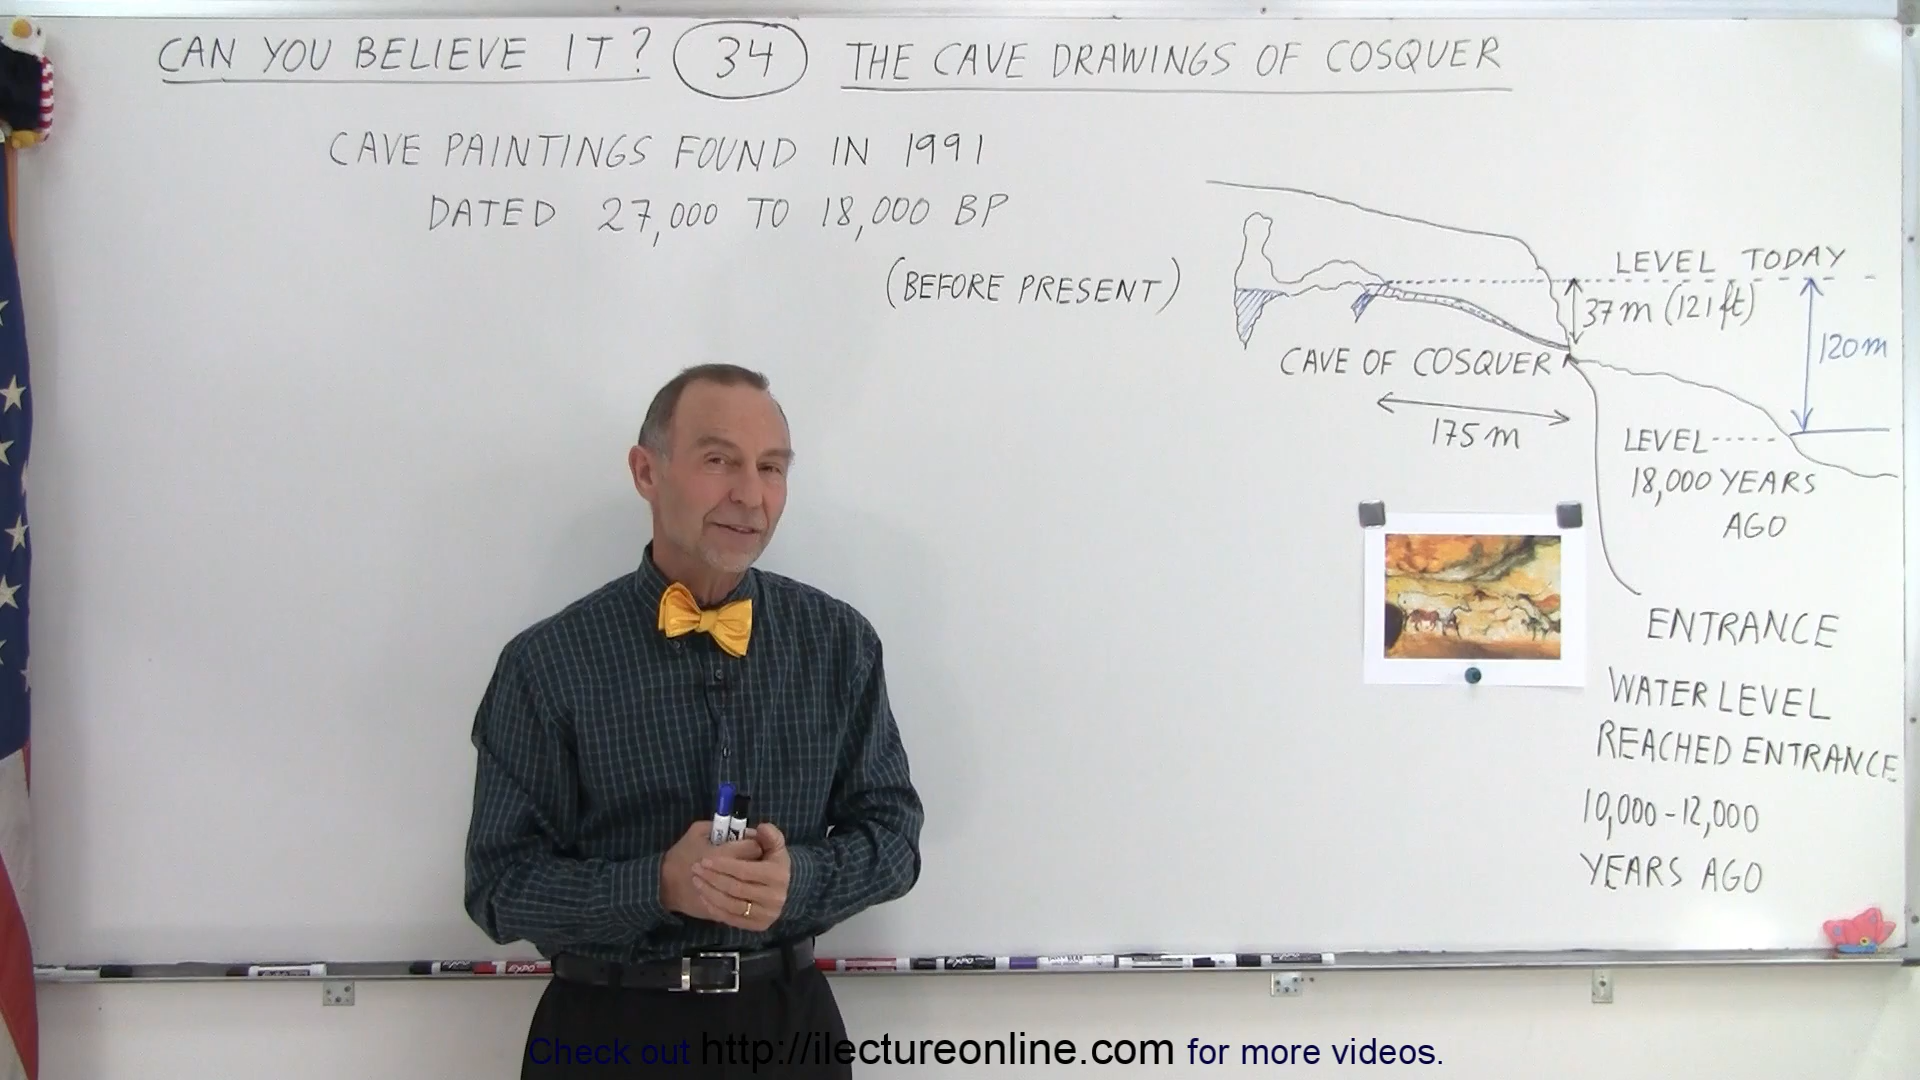 CAN YOU BELIEVE IT? 34 THE CAVE DRAWINGS OF COSQUER
CAVE PAINTINGS FOUND IN 1991
DATED 27,000 TO 18,000 BP
(BEFORE PRESENT)
LEVEL TODAY
37 m (121 ft)
120 m
CAVE OF COSQUER
175 m
LEVEL
18,000 YEARS
AGO
ENTRANCE
WATER LEVEL
REACHED ENTRANCE
10,000-12,000
YEARS AGO
EXPO
Check out http://ilectureonline.com for more videos.